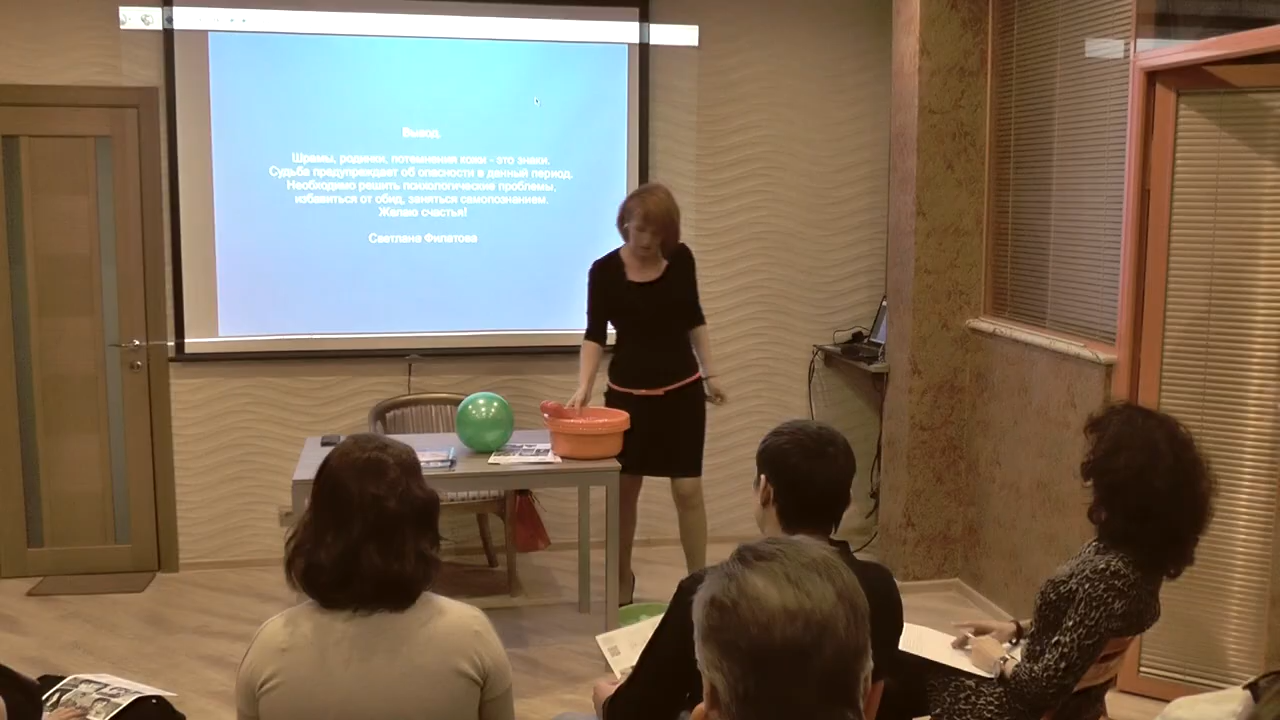 Вывод.
Шрамы, родинки, потемнения кожи - это знаки.
Судьба предупреждает об опасности в данный период.
Необходимо решить психологические проблемы,
избавиться от обид, заняться самопознанием.
Желаю счастья!
Светлана Филатова